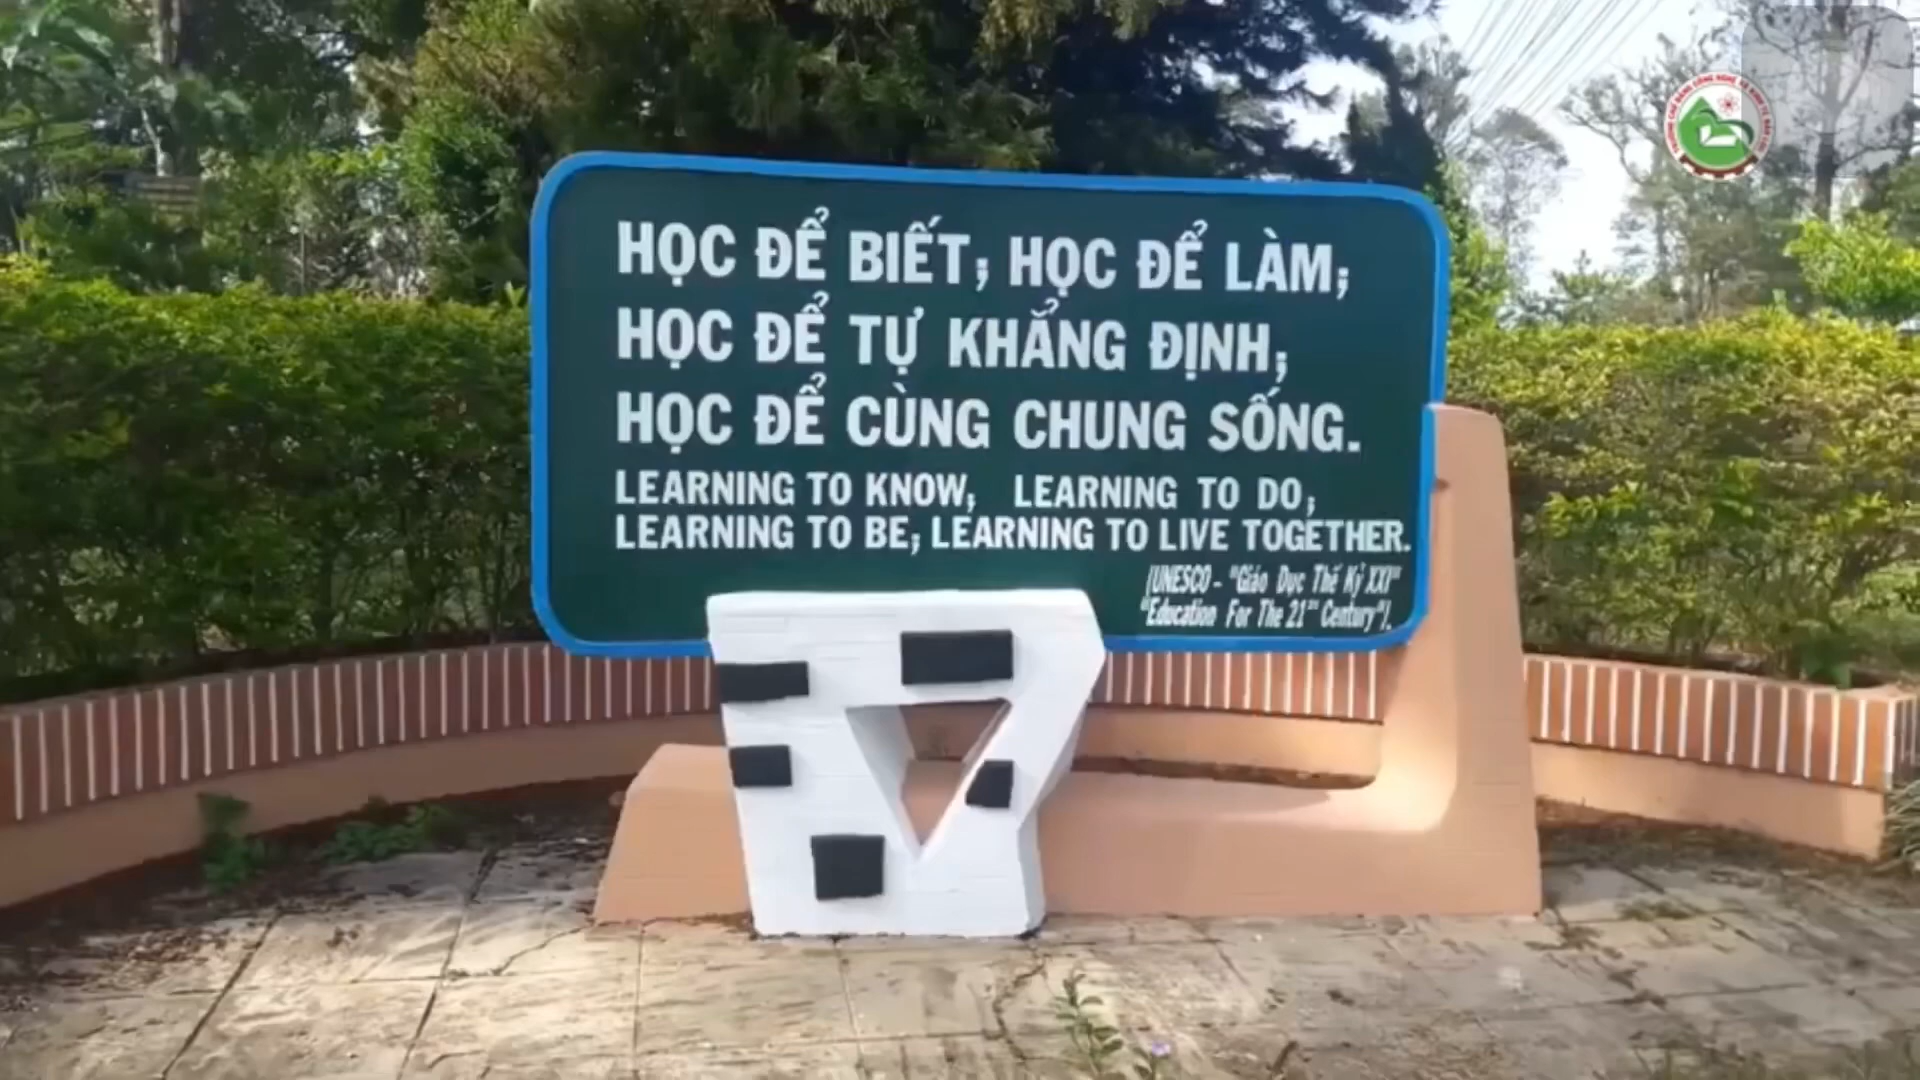 HỌC ĐỂ BIẾT; HỌC ĐỂ LÀM;
HỌC ĐỂ TỰ KHẲNG ĐỊNH;
HỌC ĐỂ CÙNG CHUNG SỐNG.
LEARNING TO KNOW; LEARNING TO DO;
LEARNING TO BE; LEARNING TO LIVE TOGETHER.
(UNESCO - "Giáo Dục Thế Kỷ XXI"
"Education For The 21st Century").